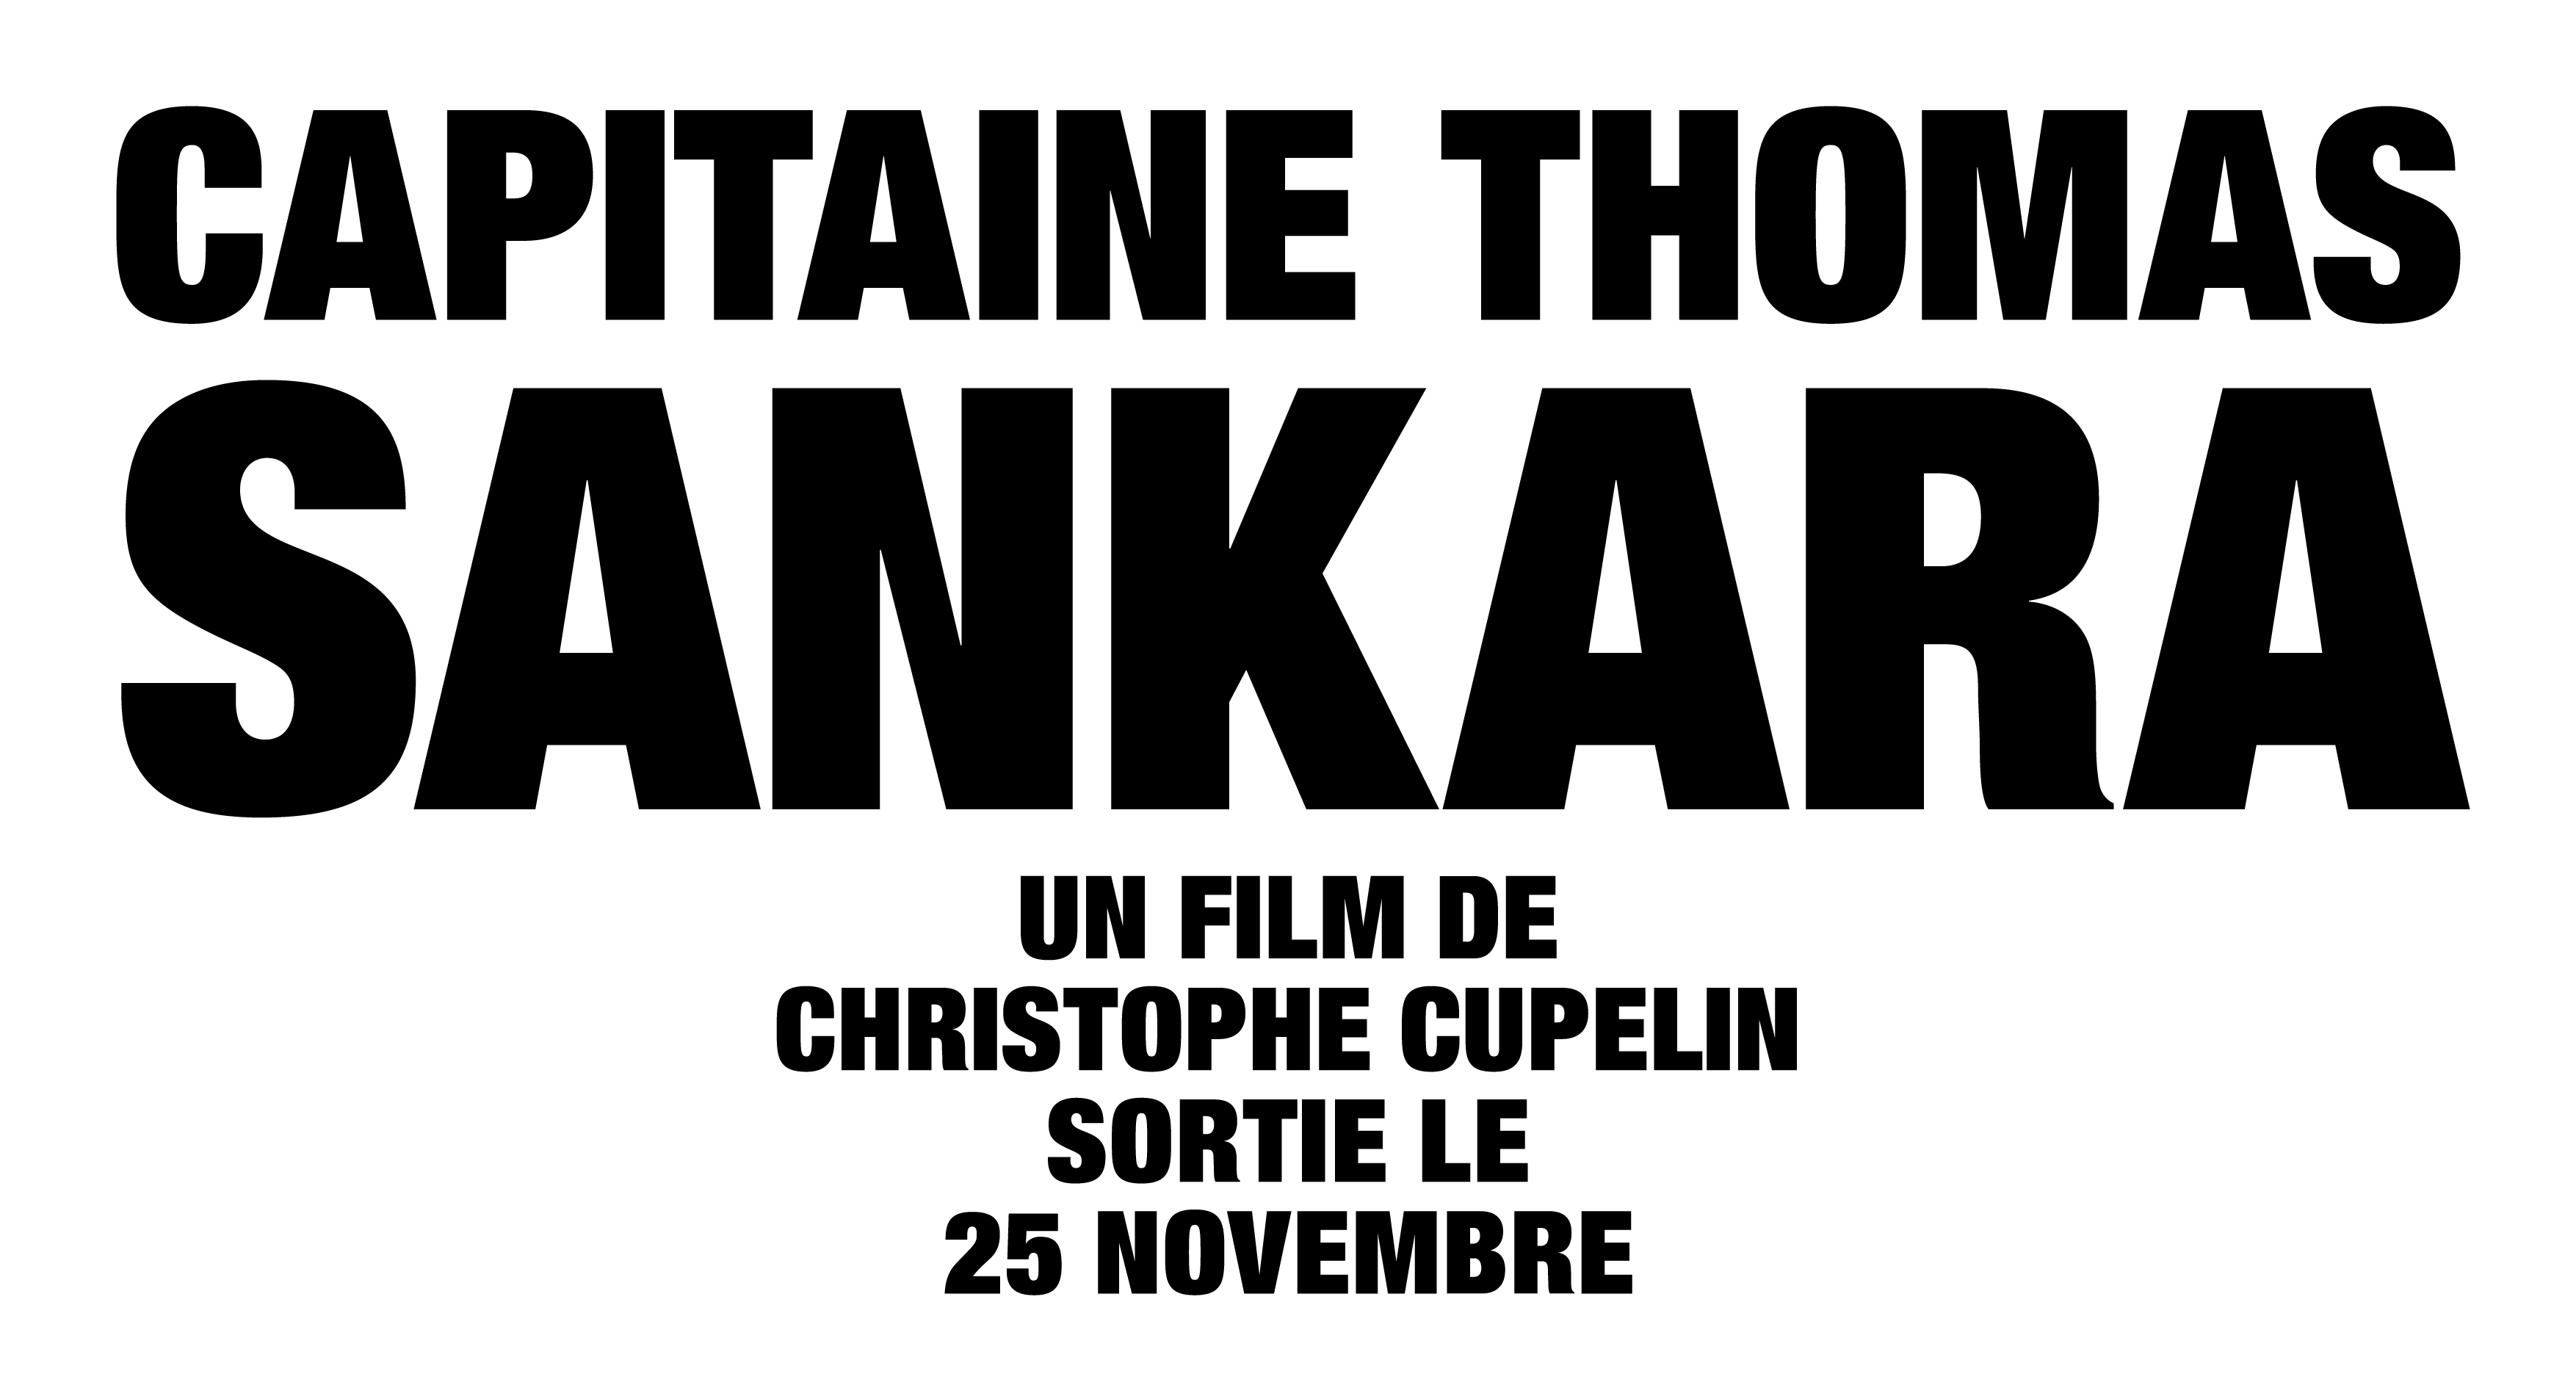 CAPITAINE THOMAS
SANKARA
UN FILM DE
CHRISTOPHE CUPELIN
SORTIE LE
25 NOVEMBRE